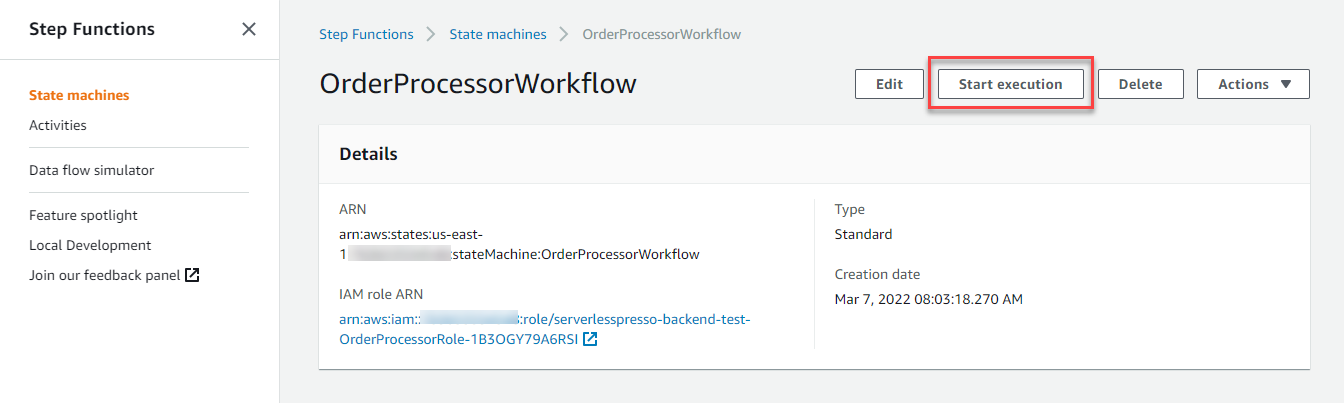 Step Functions
State machines
Activities
Data flow simulator
Feature spotlight
Local Development
Join our feedback panel
Step Functions > State machines > OrderProcessorWorkflow
OrderProcessorWorkflow
Edit Start execution Delete Actions ▼
Details
ARN
arn:aws:states:us-east-
1 :stateMachine:OrderProcessorWorkflow
IAM role ARN
arn:aws:iam:: :role/serverlesspresso-backend-test-
OrderProcessorRole-1B3OGY79A6RSI
Type
Standard
Creation date
Mar 7, 2022 08:03:18.270 AM